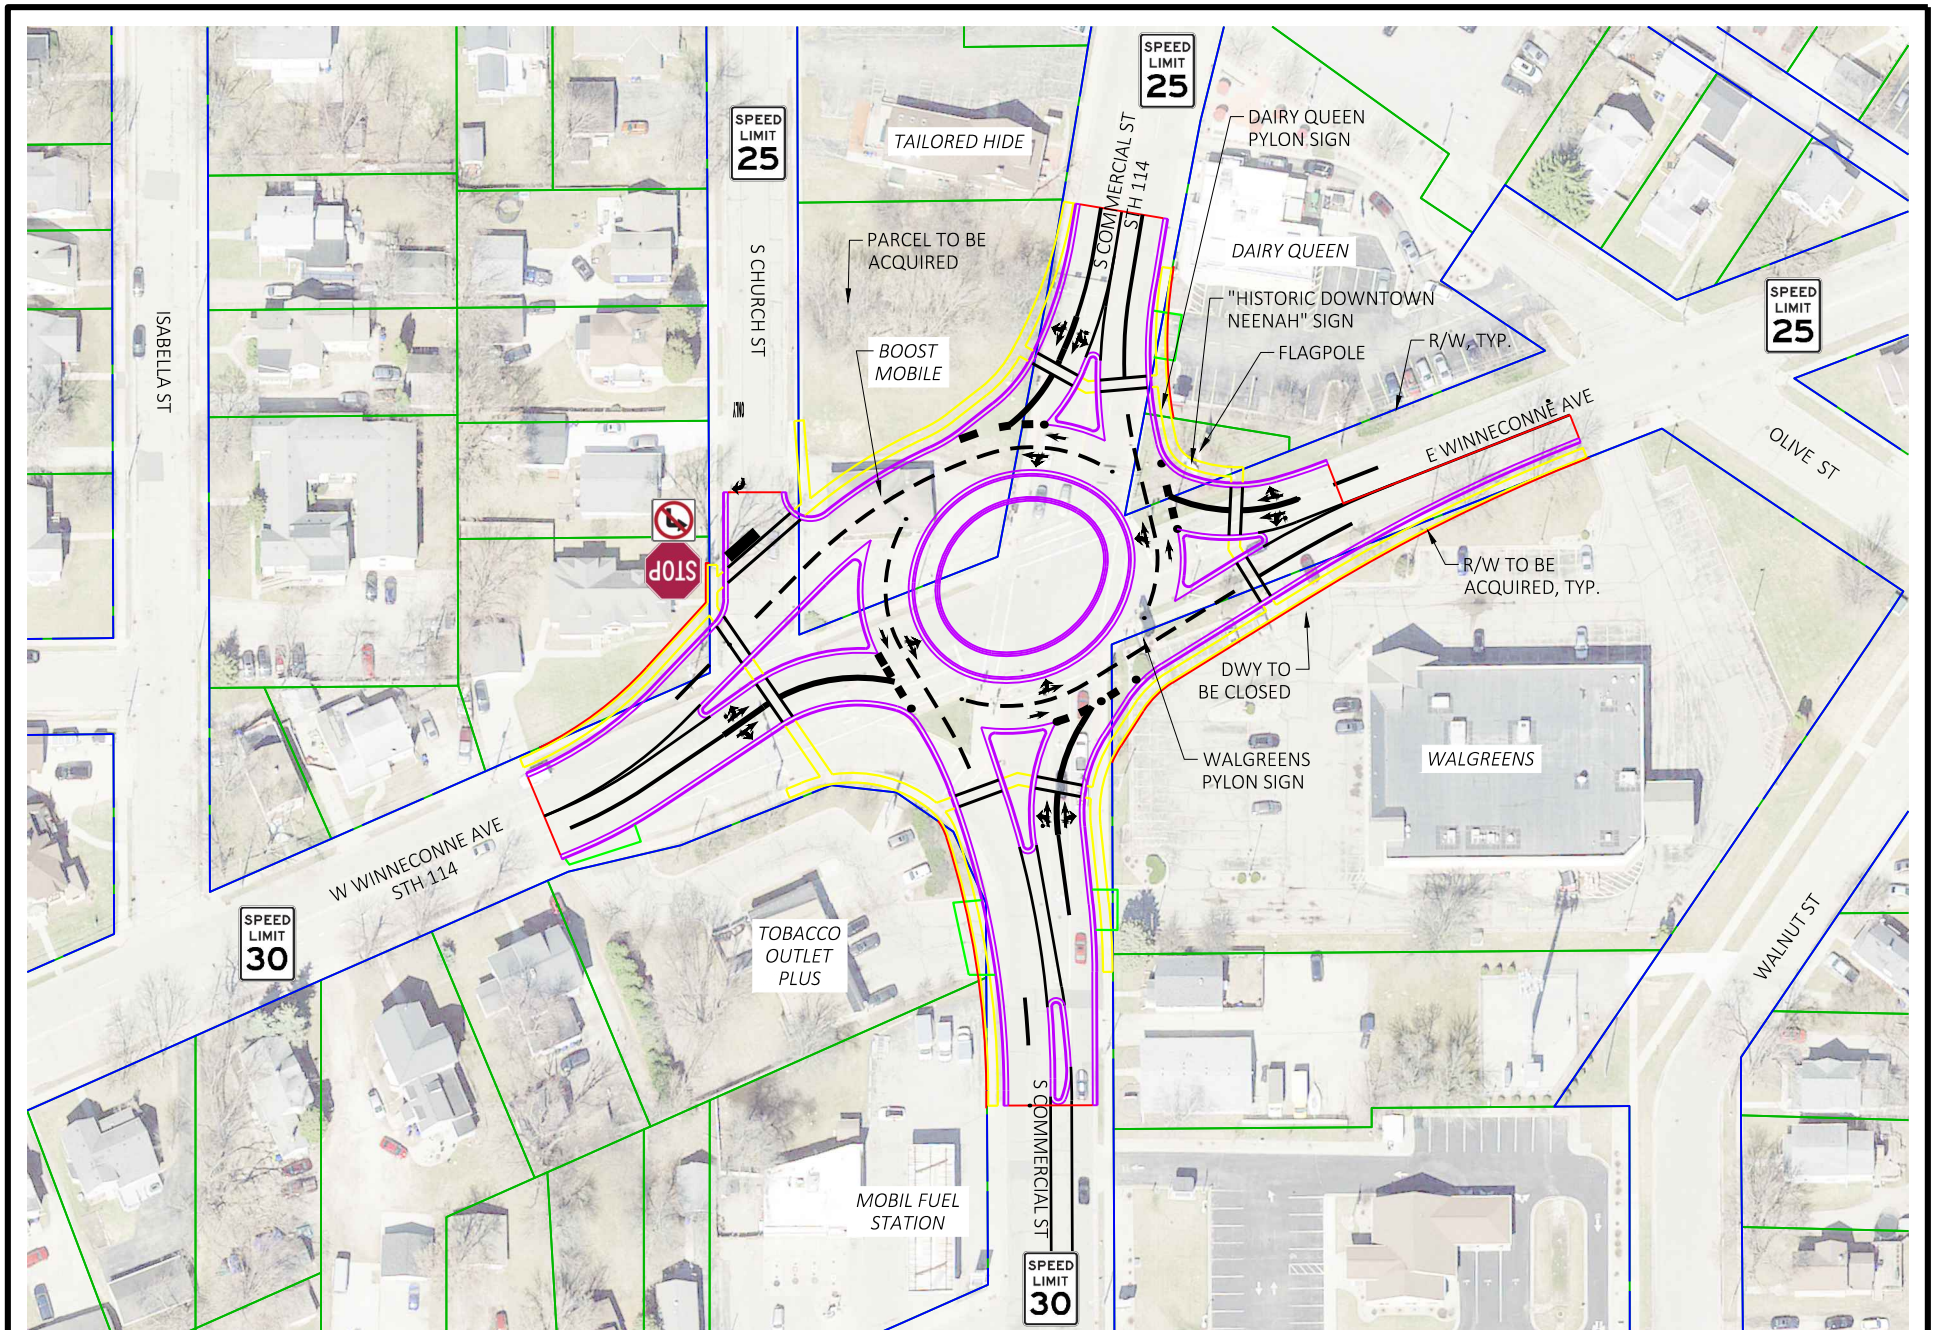 SPEED
LIMIT
25
SPEED
LIMIT
25
TAILORED HIDE
S COMMERCIAL ST
STH 114
DAIRY QUEEN
PYLON SIGN
PARCEL TO BE
ACQUIRED
DAIRY QUEEN
S CHURCH ST
ISABELLA ST
"HISTORIC DOWNTOWN
NEENAH" SIGN
SPEED
LIMIT
25
BOOST
MOBILE
FLAGPOLE
R/W, TYP.
ONLY
E WINNECONNE AVE
OLIVE ST
STOP
R/W TO BE
ACQUIRED, TYP.
DWY TO
BE CLOSED
WALGREENS
PYLON SIGN
WALGREENS
W WINNECONNE AVE
STH 114
SPEED
LIMIT
30
TOBACCO
OUTLET
PLUS
WALNUT ST
S COMMERCIAL ST
MOBIL FUEL
STATION
SPEED
LIMIT
30